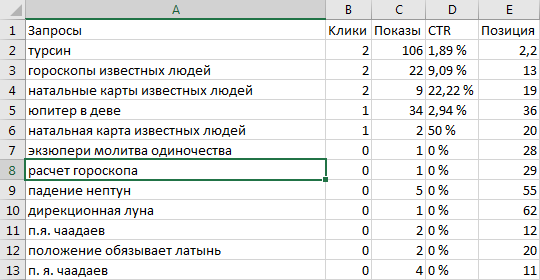 A B C D E
1 Запросы Клики Показы CTR Позиция
2 турсин 2 106 1,89 % 2,2
3 гороскопы известных людей 2 22 9,09 % 13
4 натальные карты известных людей 2 9 22,22 % 19
5 юпитер в деве 1 34 2,94 % 36
6 натальная карта известных людей 1 2 50 % 20
7 экзюпери молитва одиночества 0 1 0 % 28
8 расчет гороскопа 0 1 0 % 29
9 падение нептун 0 5 0 % 55
10 дирекционная луна 0 1 0 % 62
11 п.я. чаадаев 0 2 0 % 12
12 положение обязывает латынь 0 2 0 % 20
13 п. я. чаадаев 0 4 0 % 11